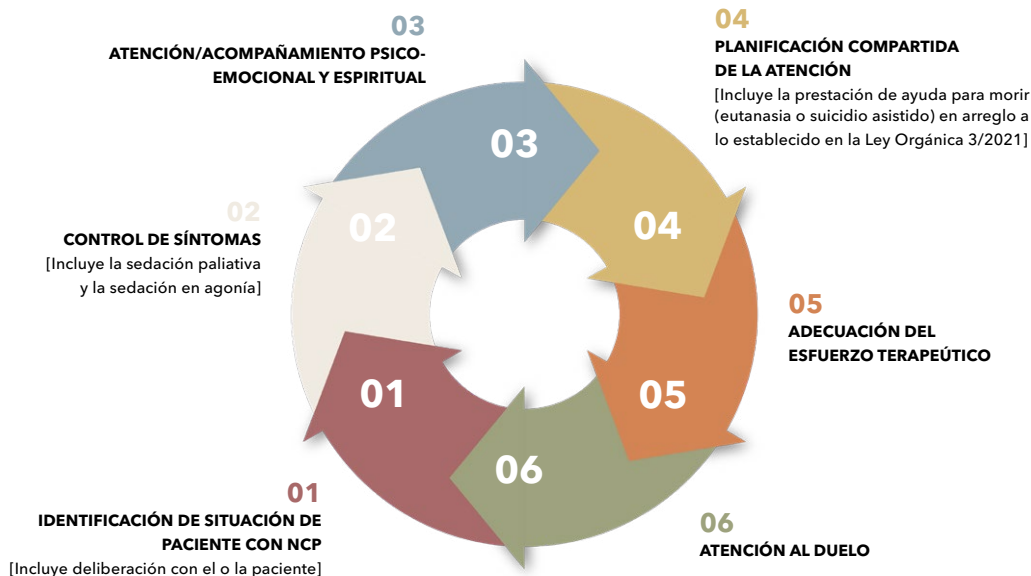 03
ATENCIÓN/ACOMPAÑAMIENTO PSICO-
EMOCIONAL Y ESPIRITUAL
04
PLANIFICACIÓN COMPARTIDA
DE LA ATENCIÓN
[Incluye la prestación de ayuda para morir
(eutanasia o suicidio asistido) en arreglo a
lo establecido en la Ley Orgánica 3/2021]
03
02
04
02
CONTROL DE SÍNTOMAS
[Incluye la sedación paliativa
y la sedación en agonía]
05
ADECUACIÓN DEL
ESFUERZO TERAPEÚTICO
01
05
06
01
IDENTIFICACIÓN DE SITUACIÓN DE
PACIENTE CON NCP
[Incluye deliberación con el o la paciente]
06
ATENCIÓN AL DUELO